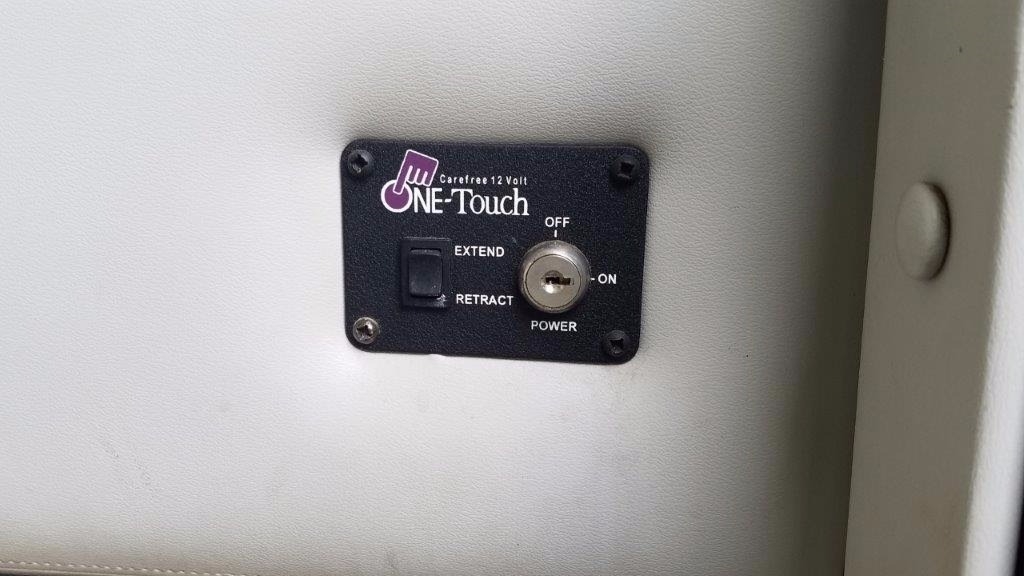 Carefree 12 Volt
ONE-Touch
OFF
EXTEND
ON
RETRACT
POWER